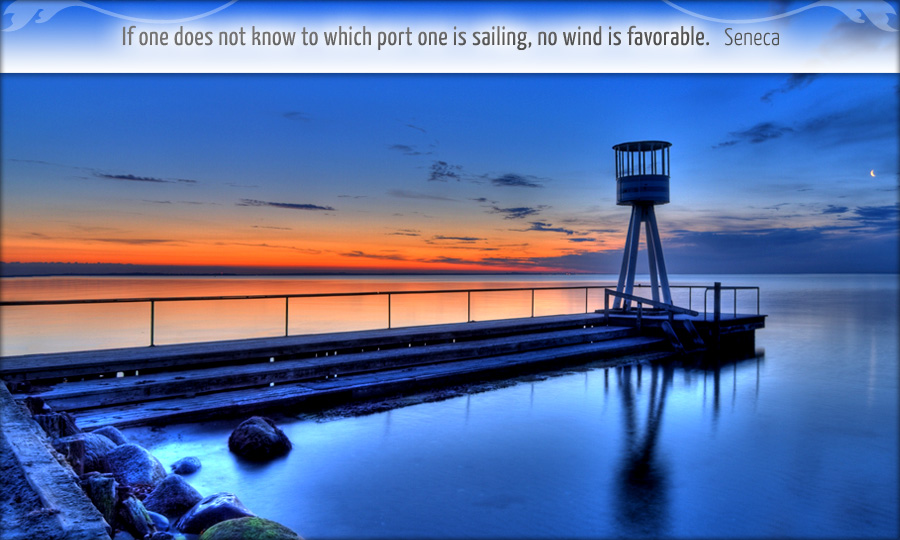 If one does not know to which port one is sailing, no wind is favorable. Seneca